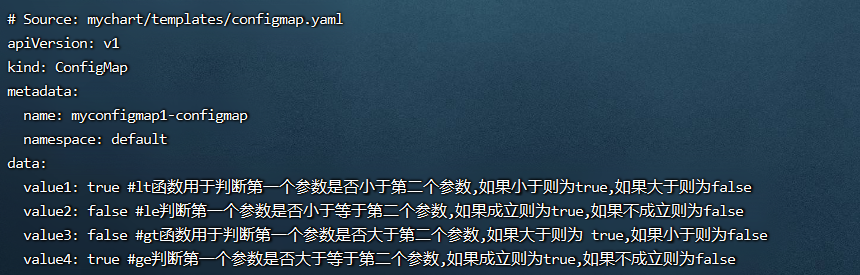 # Source: mychart/templates/configmap.yaml
apiVersion: v1
kind: ConfigMap
metadata:
  name: myconfigmap1-configmap
  namespace: default
data:
  value1: true #lt函数用于判断第一个参数是否小于第二个参数,如果小于则为true,如果大于则为false
  value2: false #le判断第一个参数是否小于等于第二个参数,如果成立则为true,如果不成立则为false
  value3: false #gt函数用于判断第一个参数是否大于第二个参数,如果大于则为 true,如果小于则为false
  value4: true #ge判断第一个参数是否大于等于第二个参数,如果成立则为true,如果不成立则为false